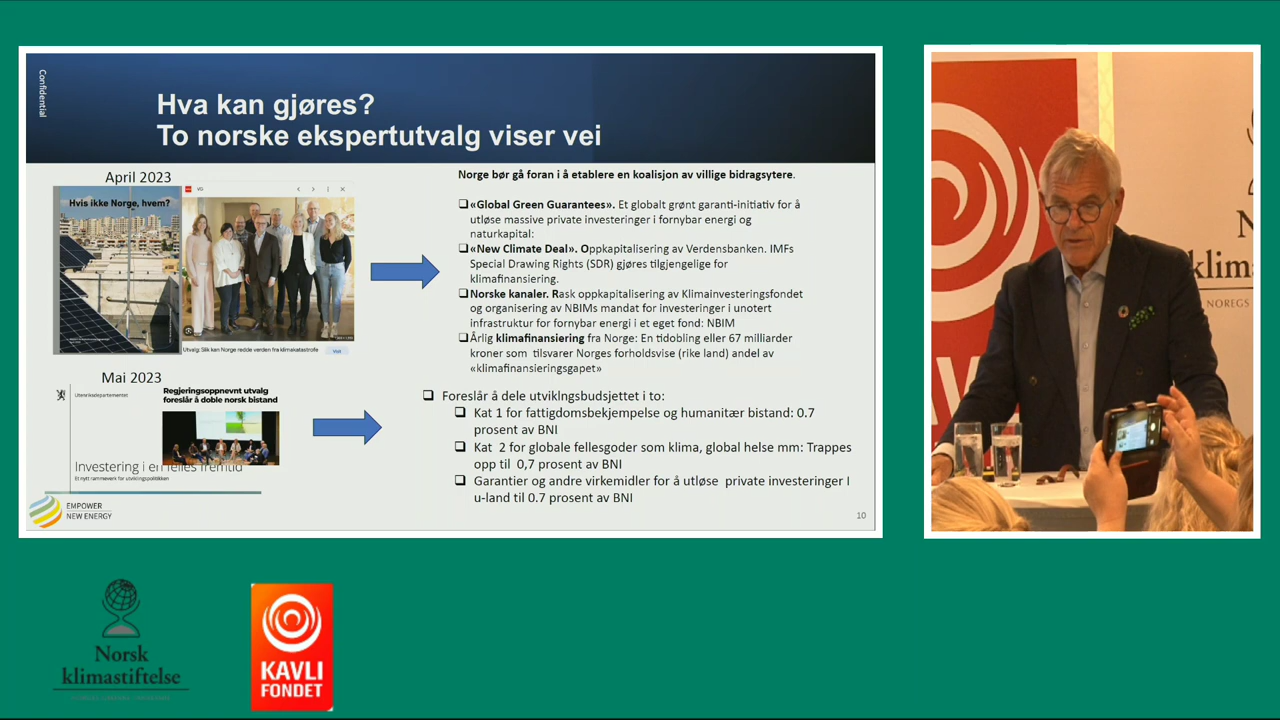 Confidential
Hva kan gjøres?
To norske ekspertutvalg viser vei
April 2023
Hvis ikke Norge, hvem?
VG
Utvalg: Slik kan Norge redde verden fra klimakatastrofe
Visit
Norge bør gå foran i å etablere en koalisjon av villige bidragsytere.
«Global Green Guarantees». Et globalt grønt garanti-initiativ for å
utløse massive private investeringer i fornybar energi og
naturkapital:
«New Climate Deal». Oppkapitalisering av Verdensbanken. IMFs
Special Drawing Rights (SDR) gjøres tilgjengelige for
klimafinansiering.
Norske kanaler. Rask oppkapitalisering av Klimainvesteringsfondet
og organisering av NBIMs mandat for investeringer i unotert
infrastruktur for fornybar energi i et eget fond: NBIM
Årlig klimafinansiering fra Norge: En tidobling eller 67 milliarder
kroner som tilsvarer Norges forholdsvise (rike land) andel av
«klimafinansieringsgapet»
Mai 2023
Utenriksdepartementet
Regjeringsoppnevnt utvalg
foreslår å doble norsk bistand
Investering i en felles fremtid
Et nytt rammeverk for utviklingspolitikken
Foreslår å dele utviklngsbudsjettet i to:
Kat 1 for fattigdomsbekjempelse og humanitær bistand: 0.7
prosent av BNI
Kat 2 for globale fellesgoder som klima, global helse mm: Trappes
opp til 0,7 prosent av BNI
Garantier og andre virkemidler for å utløse private investeringer I
u-land til 0.7 prosent av BNI
EMPOWER
NEW ENERGY
10
klim
NOREGS
Norsk
klimastiftelse
KAVLI
FONDET